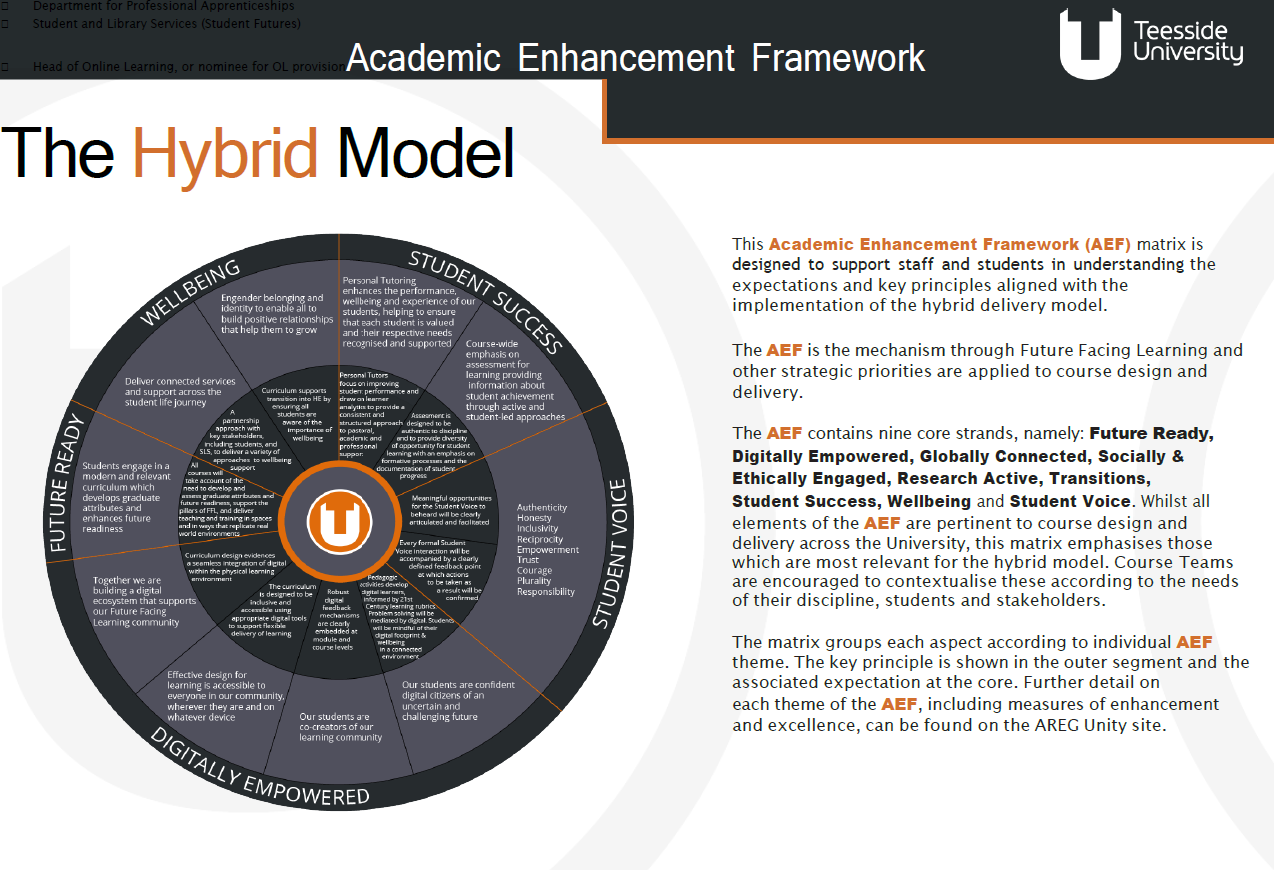 Department for Professional Apprenticeships
Student and Library Services (Student Futures)
Head of Online Learning, or nominee for OL provision
Academic Enhancement Framework
Teesside
University
The Hybrid Model
WELLBEING
STUDENT SUCCESS
STUDENT VOICE
DIGITALLY EMPOWERED
FUTURE READY
Engender belonging and
identity to enable all to
build positive relationships
that help them to grow
Personal Tutoring
enhances the performance,
wellbeing and experience of our
students, helping to ensure
that each student is valued
and their respective needs
recognised and supported
Course-wide
emphasis on
assessment for
learning providing
information about
student achievement
through active and
student-led approaches
Authenticity
Honesty
Inclusivity
Reciprocity
Empowerment
Trust
Courage
Plurality
Responsibility
Our students are confident
digital citizens of an
uncertain and
challenging future
Our students are
co-creators of our
learning community
Effective design for
learning is accessible to
everyone in our community,
wherever they are and on
whatever device
Together we are
building a digital
ecosystem that supports
our Future Facing
Learning community
Students engage in a
modern and relevant
curriculum which
develops graduate
attributes and
enhances future
readiness
Deliver connected services
and support across the
student life journey
Curriculum supports
transition into HE by
ensuring all
students are
aware of the
importance of
wellbeing
Personal Tutors
focus on improving
student performance and
draw on learner
analytics to provide a
consistent and
structured approach
to pastoral,
academic and
professional
support
Assesment is
designed to be
authentic to discipline
and to provide diversity
of opportunity for student
learning with an emphasis on
formative processes and the
documentation of student
progress
Meaningful opportunities
for the Student Voice to
beheard will be clearly
articulated and facilitated
Every formal Student
Voice interaction will be
accompanied by a clearly
defined feedback point
at which actions
to be taken as
a result will be
confirmed
Pedagogic
activities develop
digital learners,
informed by 21st
Century learning rubrics.
Problem solving will be
mediated by digital. Students
will be mindful of their
digital footprint &
wellbeing
in a connected
environment
Robust
digital
feedback
mechanisms
are clearly
embedded at
module and
course levels
The curriculum
is designed to be
inclusive and
accessible using
appropriate digital tools
to support flexible
delivery of learning
Curriculum design evidences
a seamless integration of digital
within the physical learning
environment
All
courses will
take account of the
need to develop and
assess graduate attributes and
future readiness, support the
pillars of FFL, and deliver
teaching and training in spaces
and in ways that replicate real
world environments
A
partnership
approach with
key stakeholders,
including students, and
SLS, to deliver a variety of
approaches to wellbeing
support
This Academic Enhancement Framework (AEF) matrix is
designed to support staff and students in understanding the
expectations and key principles aligned with the
implementation of the hybrid delivery model.
The AEF is the mechanism through Future Facing Learning and
other strategic priorities are applied to course design and
delivery.
The AEF contains nine core strands, namely: Future Ready,
Digitally Empowered, Globally Connected, Socially &
Ethically Engaged, Research Active, Transitions,
Student Success, Wellbeing and Student Voice. Whilst all
elements of the AEF are pertinent to course design and
delivery across the University, this matrix emphasises those
which are most relevant for the hybrid model. Course Teams
are encouraged to contextualise these according to the needs
of their discipline, students and stakeholders.
The matrix groups each aspect according to individual AEF
theme. The key principle is shown in the outer segment and the
associated expectation at the core. Further detail on
each theme of the AEF, including measures of enhancement
and excellence, can be found on the AREG Unity site.